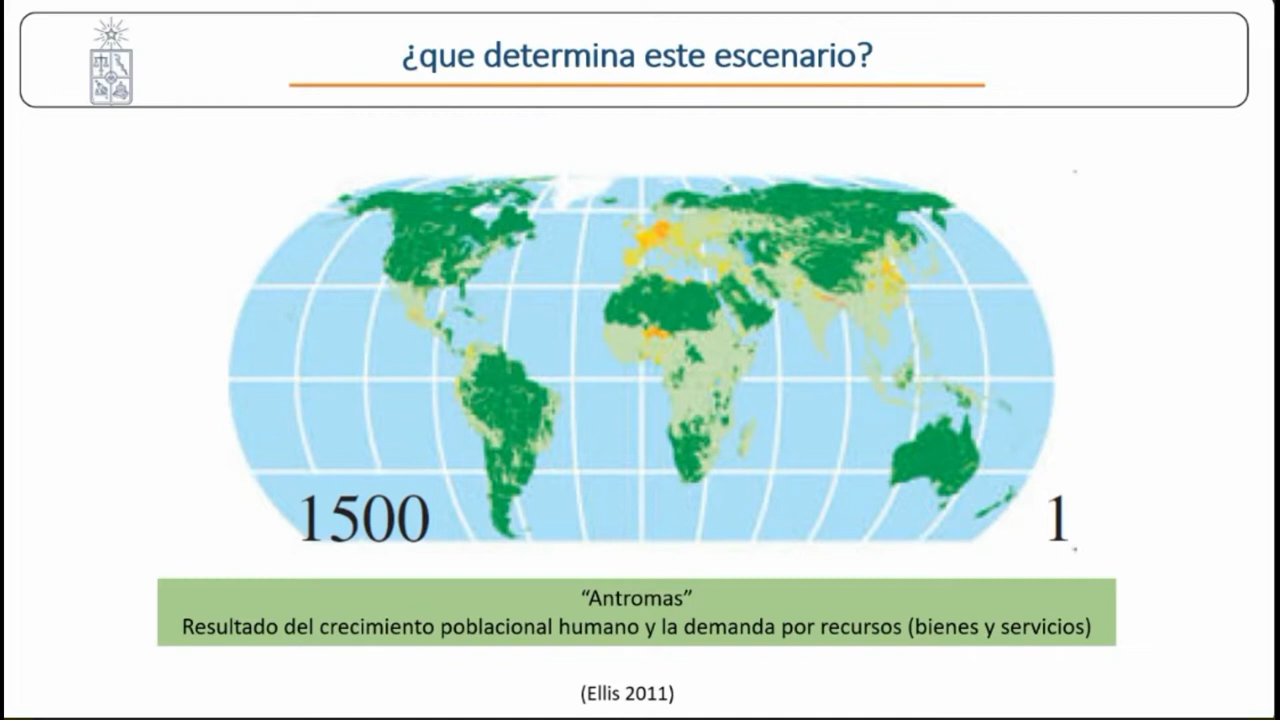 ¿que determina este escenario?
1500
1
“Antromas”
Resultado del crecimiento poblacional humano y la demanda por recursos (bienes y servicios)
(Ellis 2011)